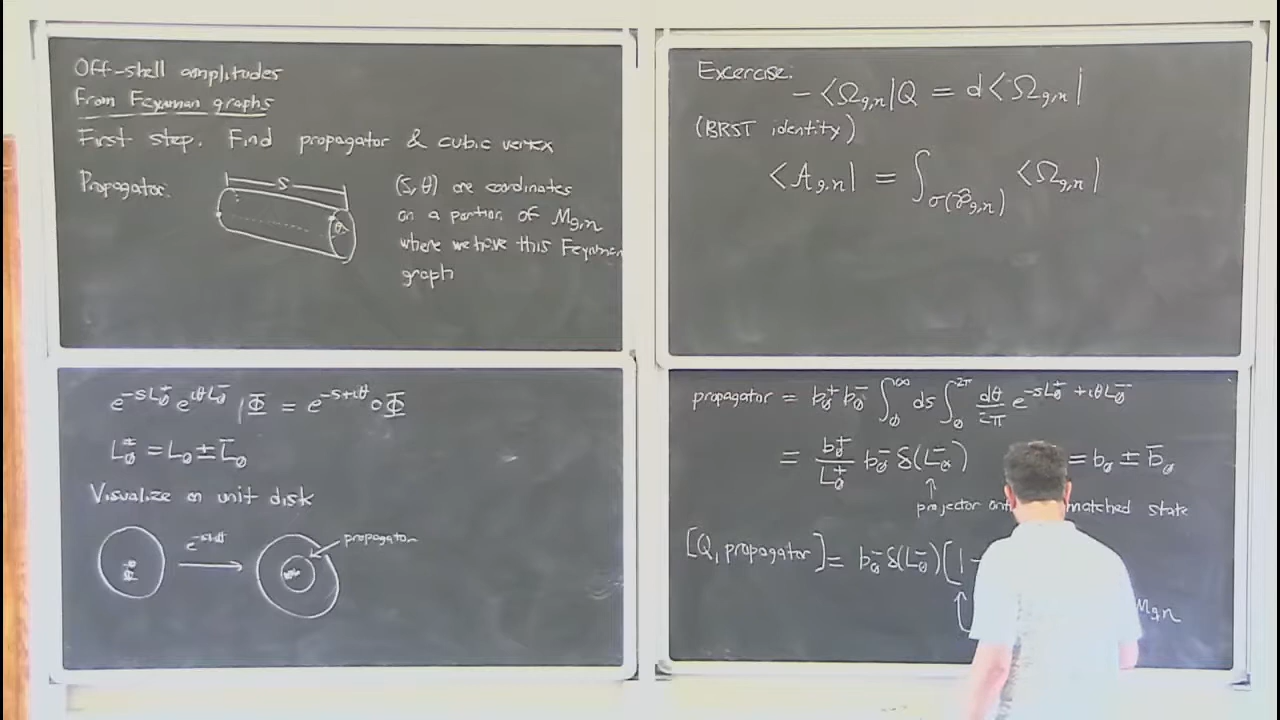 Off-shell amplitudes
From Feynman graphs
First step. Find propagator & cubic vertex
Propagator.
S
θ
(s, θ) are coordinates
on a portion of M_{g,n}
where we have this Feynman
graph
e^{-sL_0^+} e^{iθL_0^-} |Φ = e^{-s+iθ} ∘ Φ
L_0^± = L_0 ± L̄_0
Visualize on unit disk
Φ
e^{-s+iθ}
propagator
Excercise:
- ⟨Ω_{g,n}|Q = d⟨Ω_{g,n}|
(BRST identity)
⟨A_{g,n}| = ∫_{σ(P̂_{g,n})} ⟨Ω_{g,n}|
propagator = b_0^+ b_0^- ∫_0^∞ ds ∫_0^{2π} dθ/2π e^{-sL_0^+ + iθL_0^-}
= b_0^+/L_0^+ b_0^- δ(L_0^-)
= b_0 ± b̄_0
projector matched state
[Q, propagator] = b_0^- δ(L_0^-) [1 -
M_{g,n}